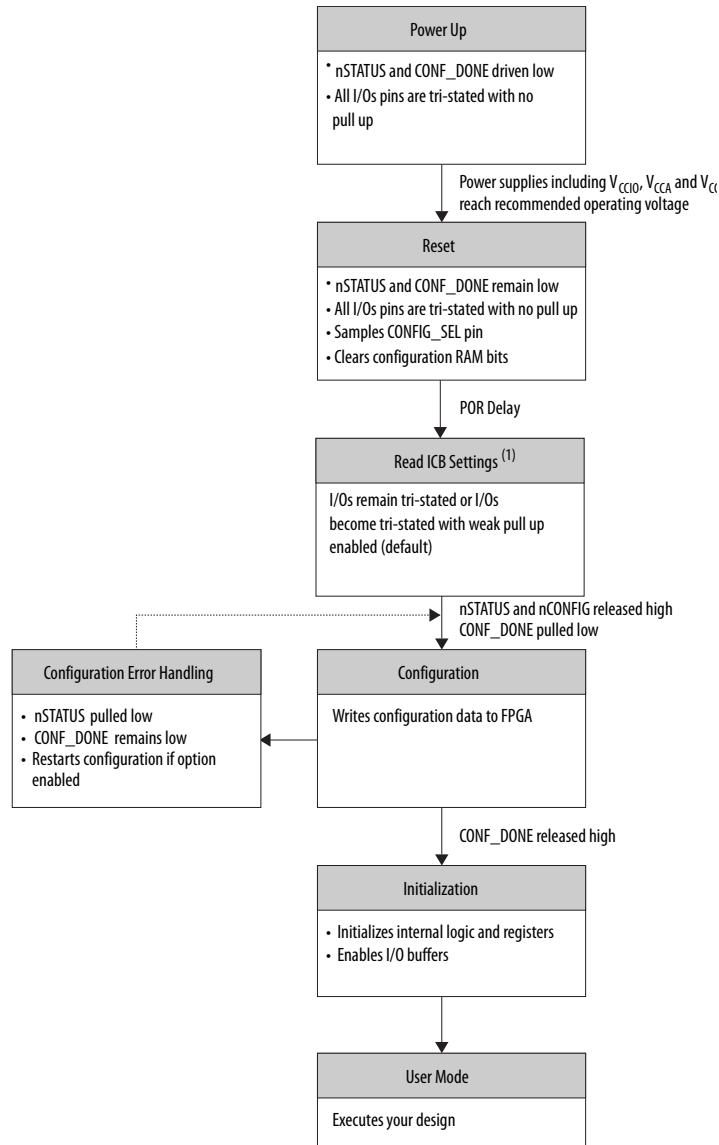 Power Up
• nSTATUS and CONF_DONE driven low
• All I/Os pins are tri-stated with no
pull up
Power supplies including VCCIO, VCCA and
reach recommended operating voltage
Reset
• nSTATUS and CONF_DONE remain low
• All I/Os pins are tri-stated with no pull up
• Samples CONFIG_SEL pin
• Clears configuration RAM bits
POR Delay
Read ICB Settings (1)
I/Os remain tri-stated or I/Os
become tri-stated with weak pull up
enabled (default)
nSTATUS and nCONFIG released high
CONF_DONE pulled low
Configuration Error Handling
• nSTATUS pulled low
• CONF_DONE remains low
• Restarts configuration if option
enabled
Configuration
Writes configuration data to FPGA
CONF_DONE released high
Initialization
• Initializes internal logic and registers
• Enables I/O buffers
User Mode
Executes your design